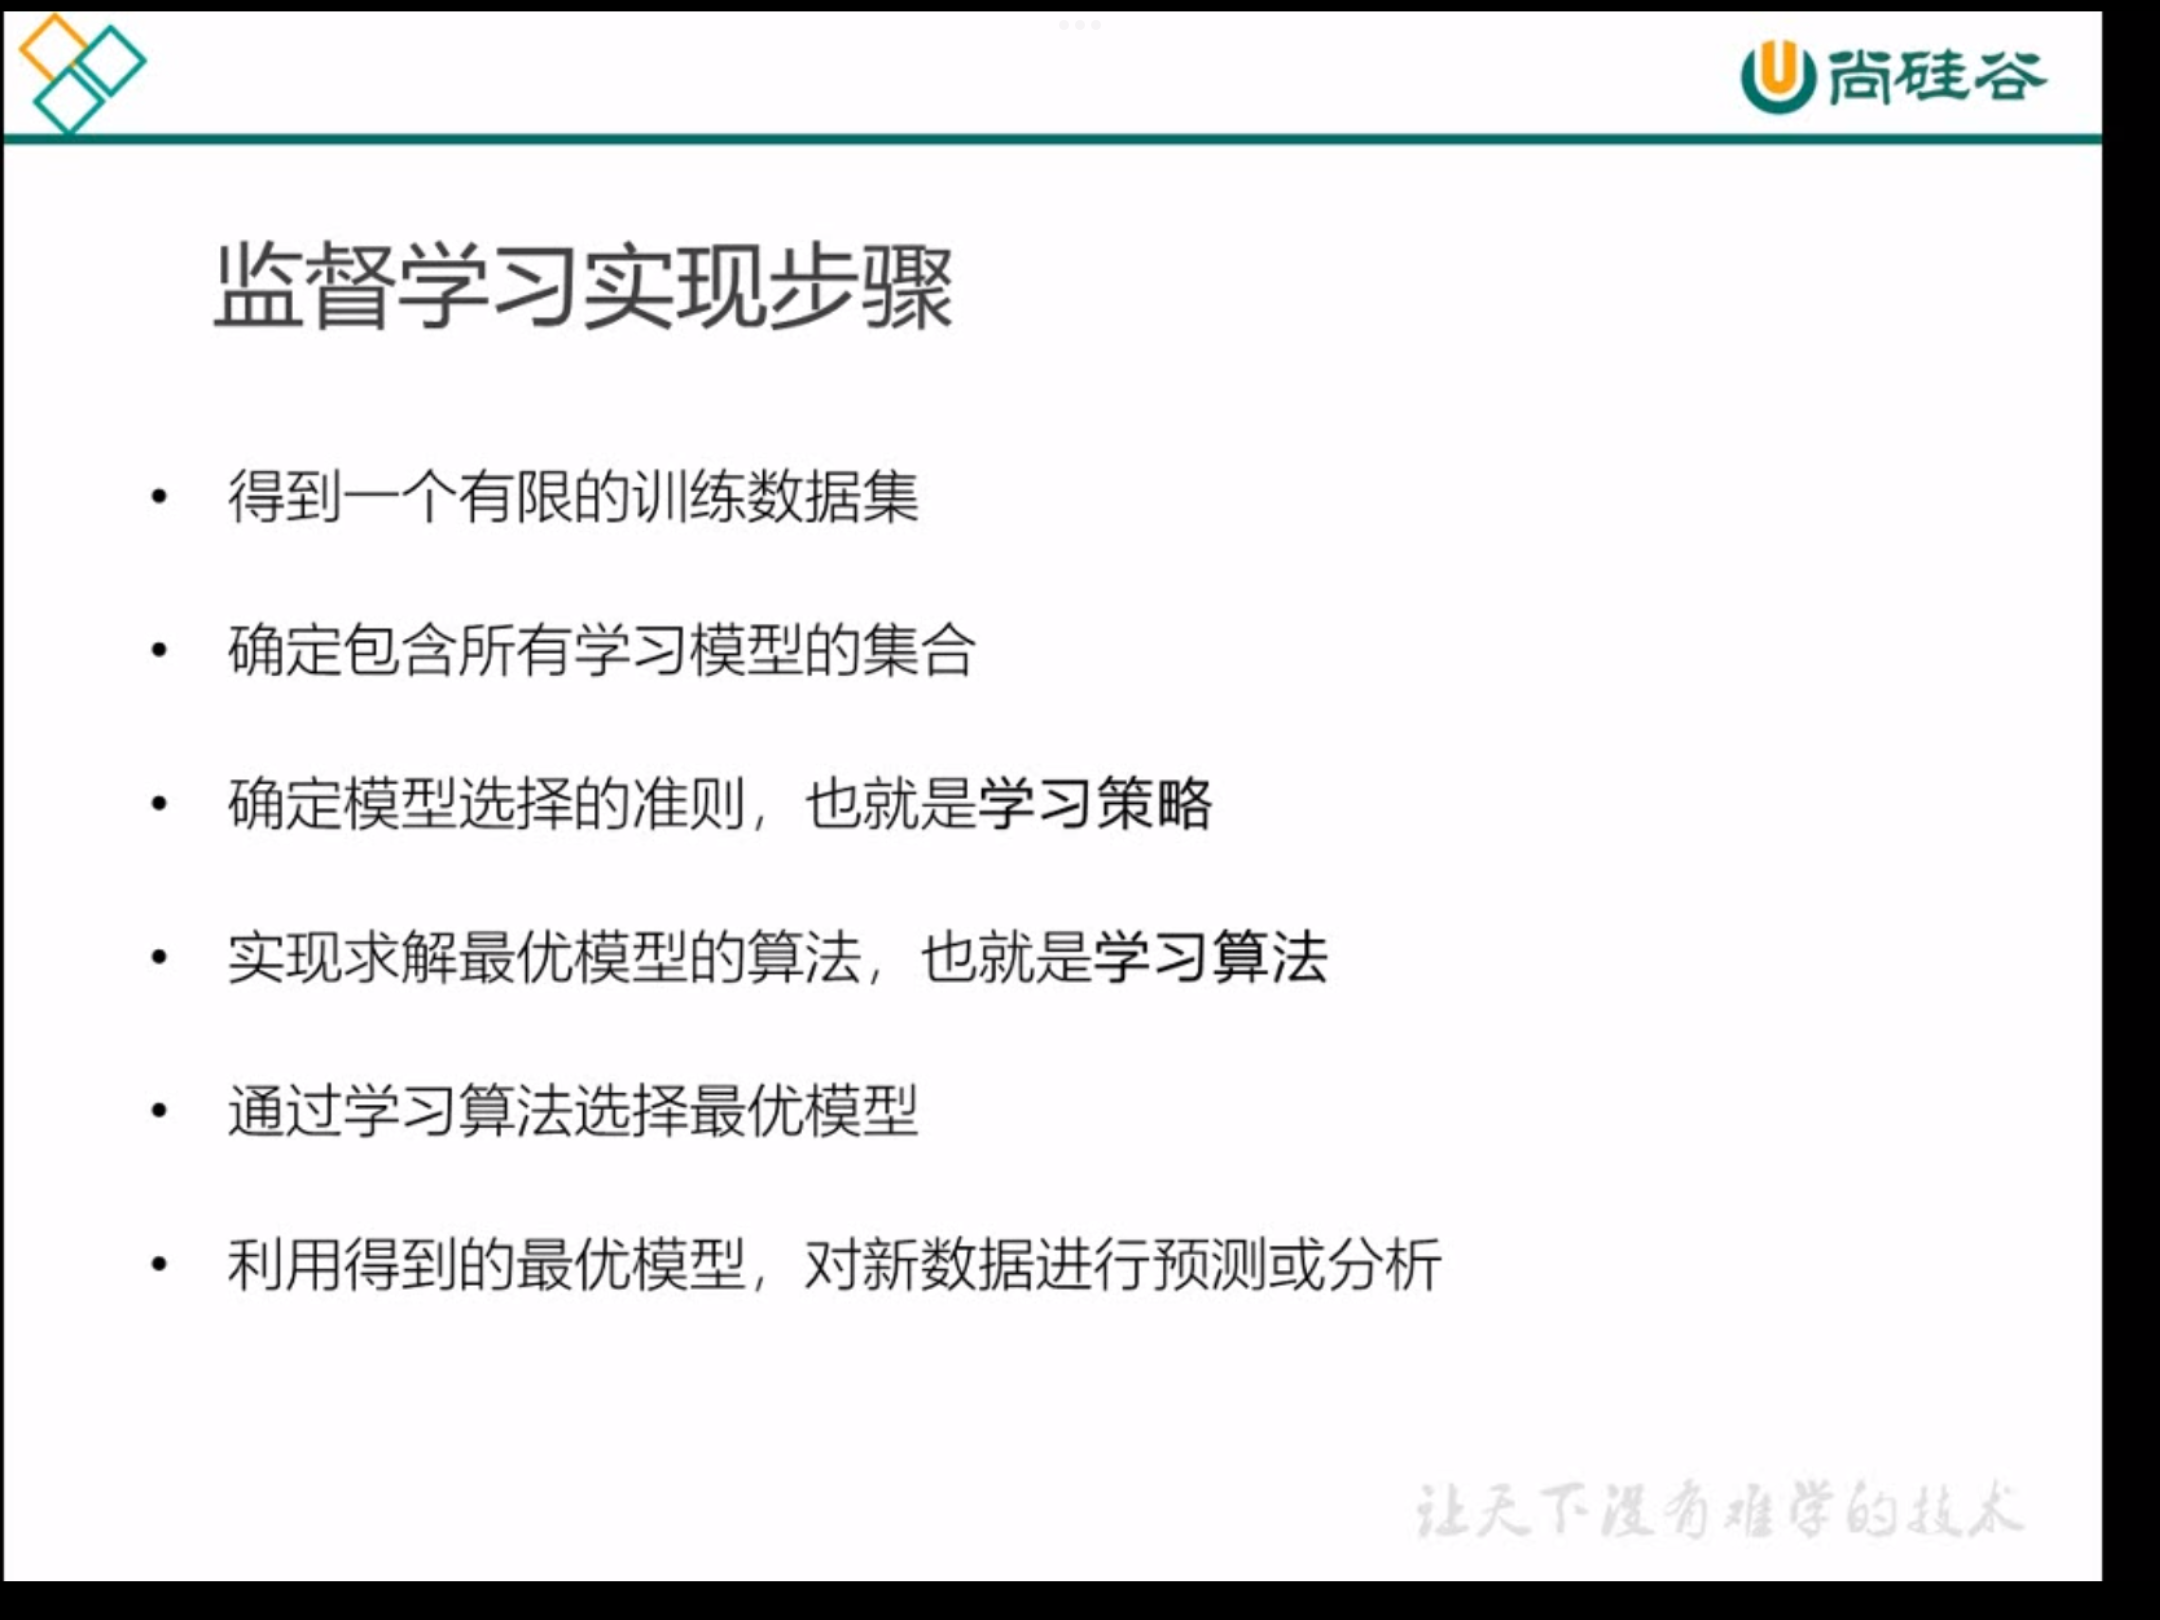 尚硅谷
监督学习实现步骤
• 得到一个有限的训练数据集
• 确定包含所有学习模型的集合
• 确定模型选择的准则，也就是学习策略
• 实现求解最优模型的算法，也就是学习算法
• 通过学习算法选择最优模型
• 利用得到的最优模型，对新数据进行预测或分析
让天下没有难学的技术